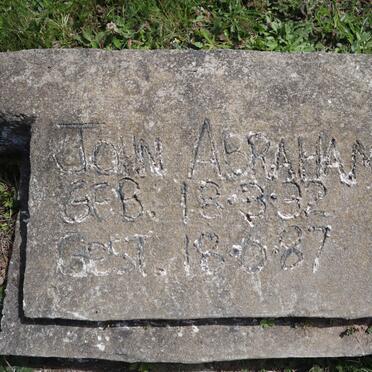 JOHN ABRAHAM
GEB. 18.3.32
GEST. 18.6.87